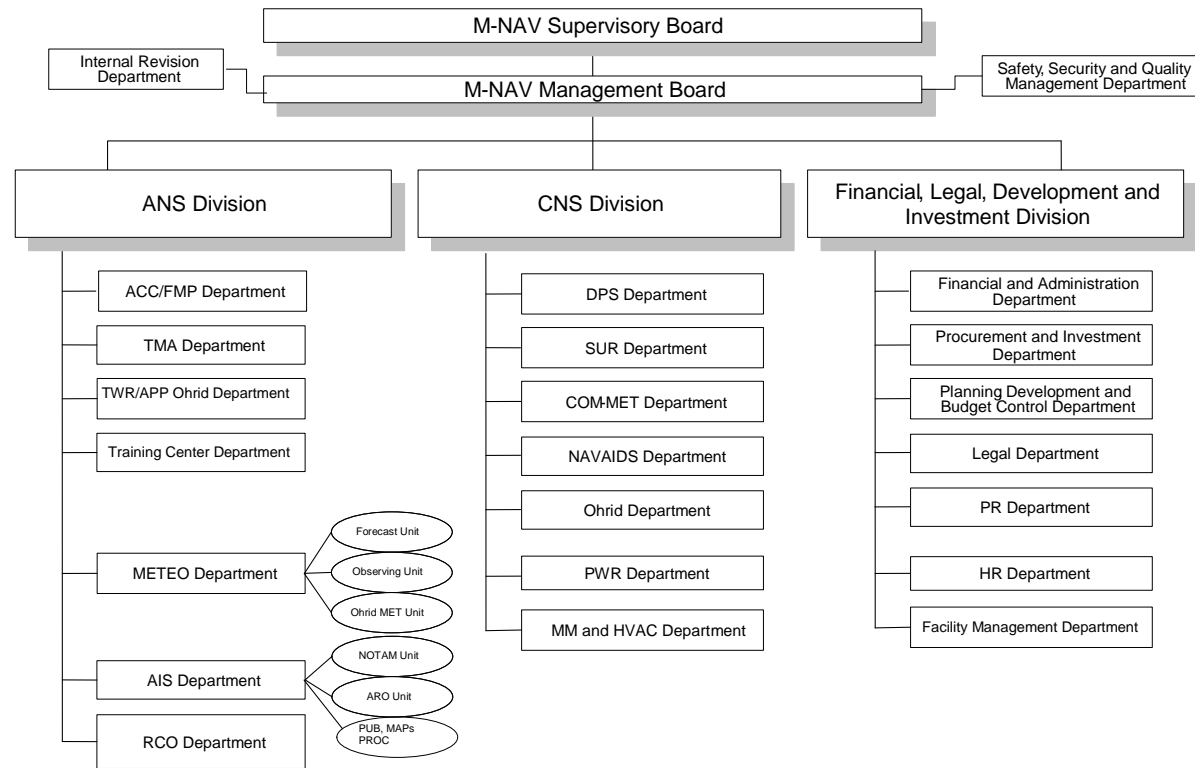 M-NAV Supervisory Board
Internal Revision
Department
M-NAV Management Board
Safety, Security and Quality
Management Department
ANS Division
CNS Division
Financial, Legal, Development and
Investment Division
ACC/FMP Department
TMA Department
TWR/APP Ohrid Department
Training Center Department
METEO Department
Forecast Unit
Observing Unit
Ohrid MET Unit
AIS Department
NOTAM Unit
ARO Unit
PUB, MAPs
PROC
RCO Department
DPS Department
SUR Department
COM-MET Department
NAVAIDS Department
Ohrid Department
PWR Department
MM and HVAC Department
Financial and Administration
Department
Procurement and Investment
Department
Planning Development and
Budget Control Department
Legal Department
PR Department
HR Department
Facility Management Department